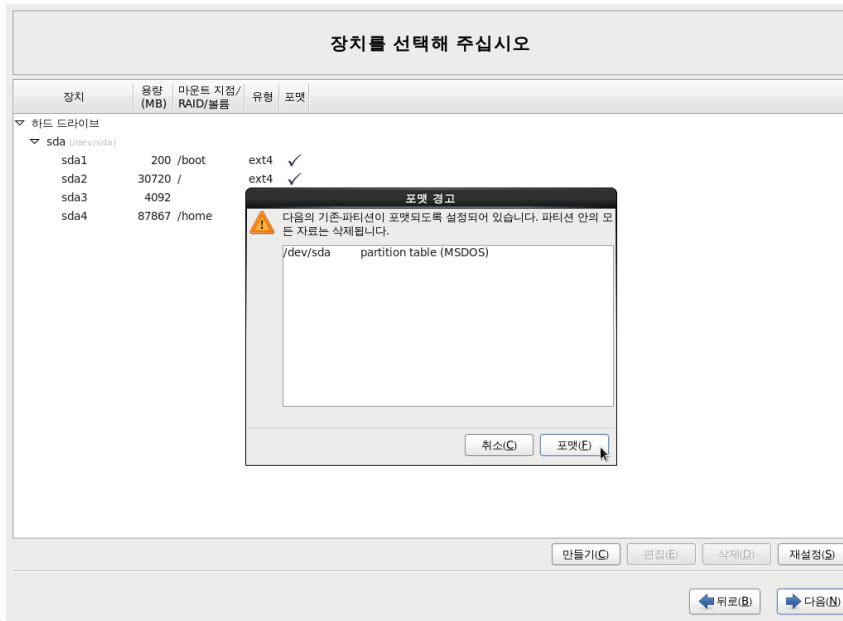 장치를 선택해 주십시오
장치 용량 (MB) 마운트 지점/ RAID/볼륨 유형 포맷
하드 드라이브
sda (/dev/sda)
sda1 200 /boot ext4
sda2 30720 / ext4
sda3 4092
sda4 87867 /home
포맷 경고
다음의 기존-파티션이 포맷되도록 설정되어 있습니다. 파티션 안의 모
든 자료는 삭제됩니다.
/dev/sda partition table (MSDOS)
취소(C) 포맷(F)
만들기(C) 편집(E) 삭제(D) 재설정(S)
뒤로(B) 다음(N)